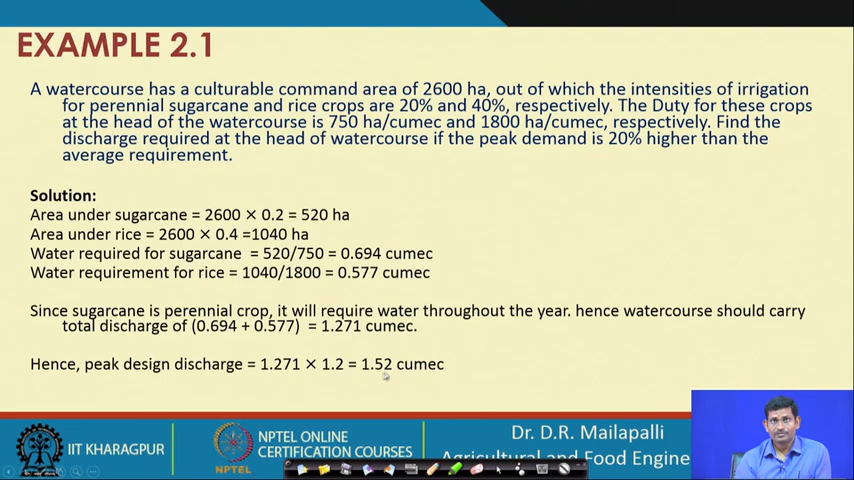 EXAMPLE 2.1
A watercourse has a culturable command area of 2600 ha, out of which the intensities of irrigation
for perennial sugarcane and rice crops are 20% and 40%, respectively. The Duty for these crops
at the head of the watercourse is 750 ha/cumec and 1800 ha/cumec, respectively. Find the
discharge required at the head of watercourse if the peak demand is 20% higher than the
average requirement.
Solution:
Area under sugarcane = 2600 × 0.2 = 520 ha
Area under rice = 2600 × 0.4 =1040 ha
Water required for sugarcane = 520/750 = 0.694 cumec
Water requirement for rice = 1040/1800 = 0.577 cumec
Since sugarcane is perennial crop, it will require water throughout the year. hence watercourse should carry
total discharge of (0.694 + 0.577) = 1.271 cumec.
Hence, peak design discharge = 1.271 × 1.2 = 1.52 cumec
IIT KHARAGPUR
NPTEL
NPTEL ONLINE
CERTIFICATION COURSES
Dr. D.R. Mailapalli
Agricultural and Food Engine